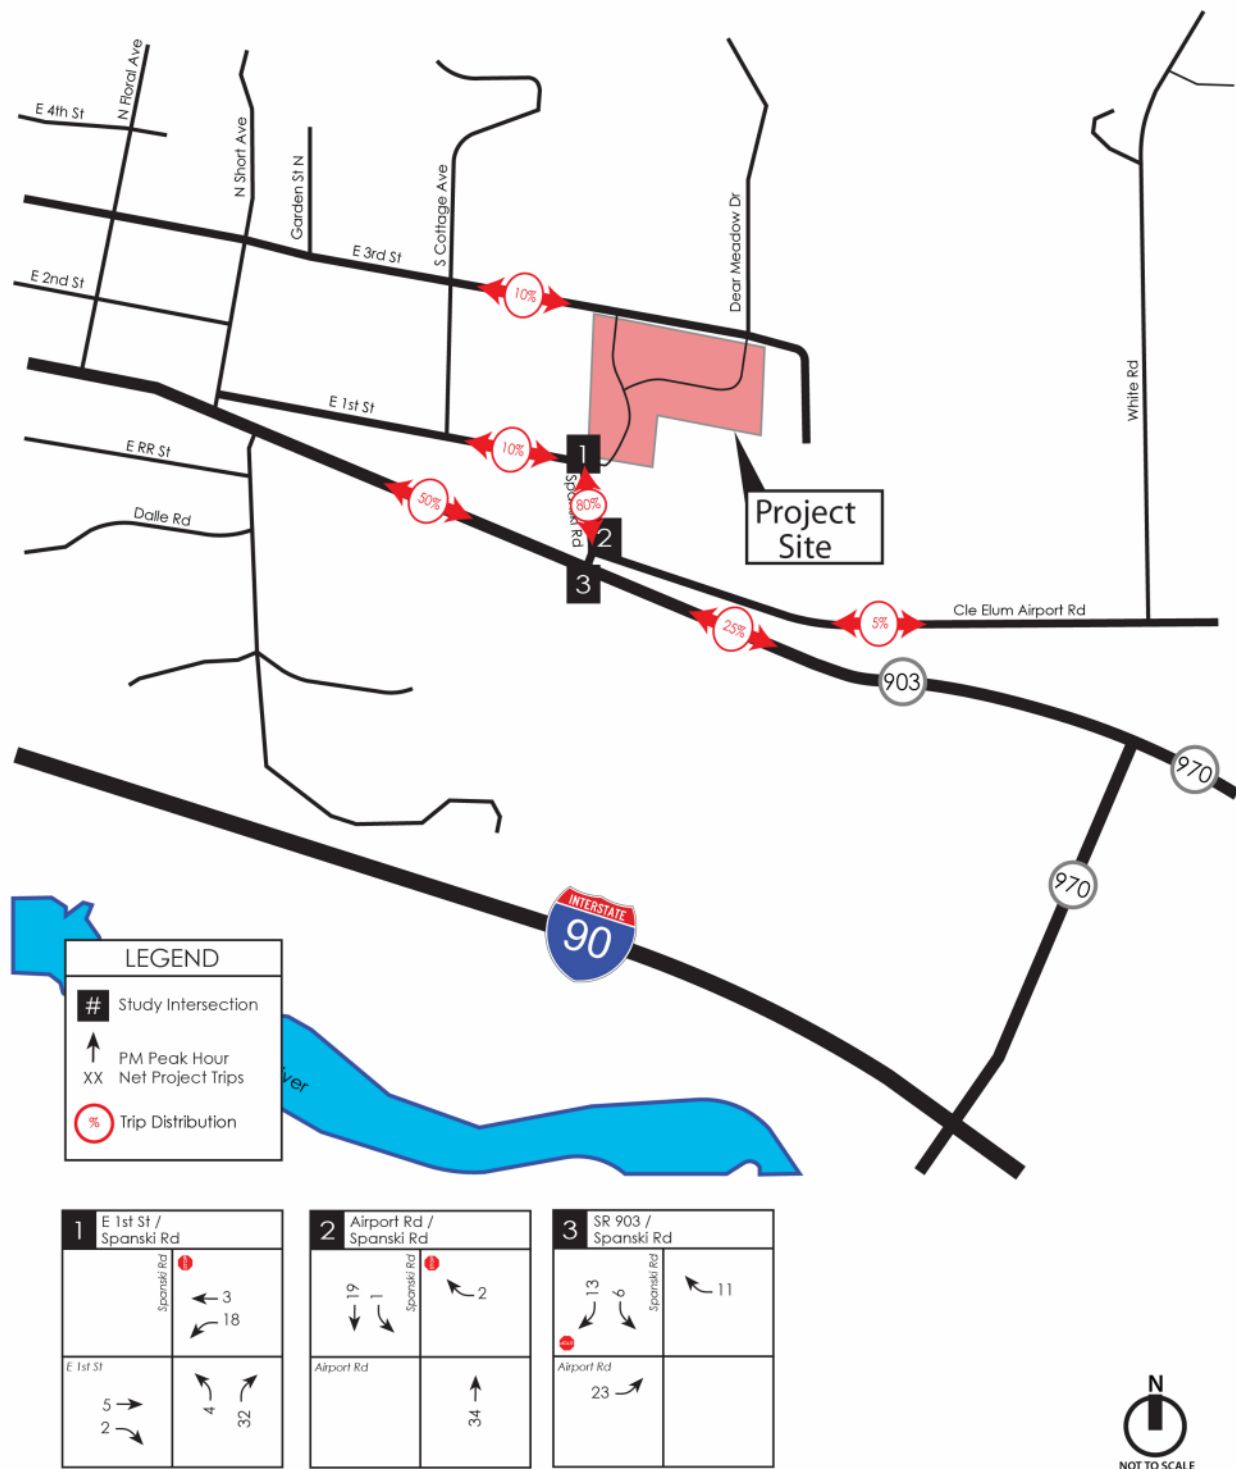 N Floral Ave
E 4th St
N Short Ave
Garden St N
S Cottage Ave
Dear Meadow Dr
E 3rd St
E 2nd St
10%
White Rd
E 1st St
10%
1
E RR St
50%
Spanski Rd
80%
Project
Site
Dalle Rd
2
3
Cle Elum Airport Rd
25%
5%
903
970
970
INTERSTATE
90
LEGEND
# Study Intersection
PM Peak Hour
XX Net Project Trips
% Trip Distribution
1 E 1st St /
Spanski Rd
Spanski Rd
STOP
3
18
E 1st St
5
2
4
32
2 Airport Rd /
Spanski Rd
Spanski Rd
19
1
2
Airport Rd
34
3 SR 903 /
Spanski Rd
Spanski Rd
13
6
11
Airport Rd
23
N
NOT TO SCALE